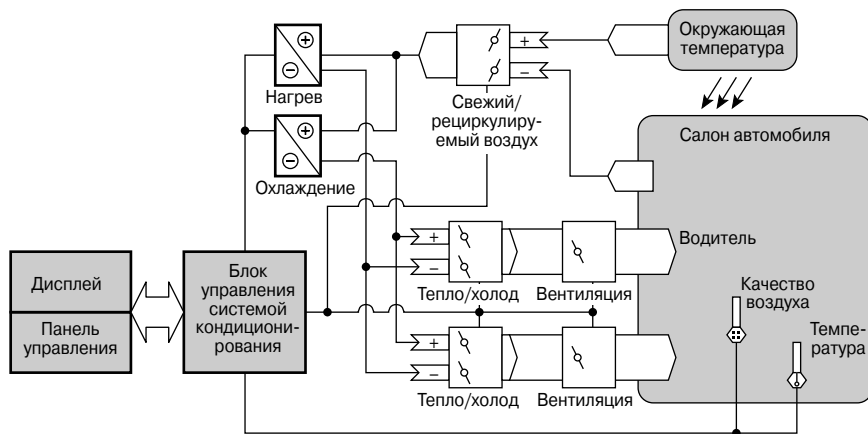 Окружающая
температура
Нагрев
+
−
Свежий/
рециркулиру-
емый воздух
+
−
Охлаждение
+
−
Салон автомобиля
Дисплей
Панель
управления
Блок
управления
системой
кондициони-
рования
+
−
Тепло/холод
Вентиляция
Водитель
+
−
Тепло/холод
Вентиляция
Качество
воздуха
Темпе-
ратура